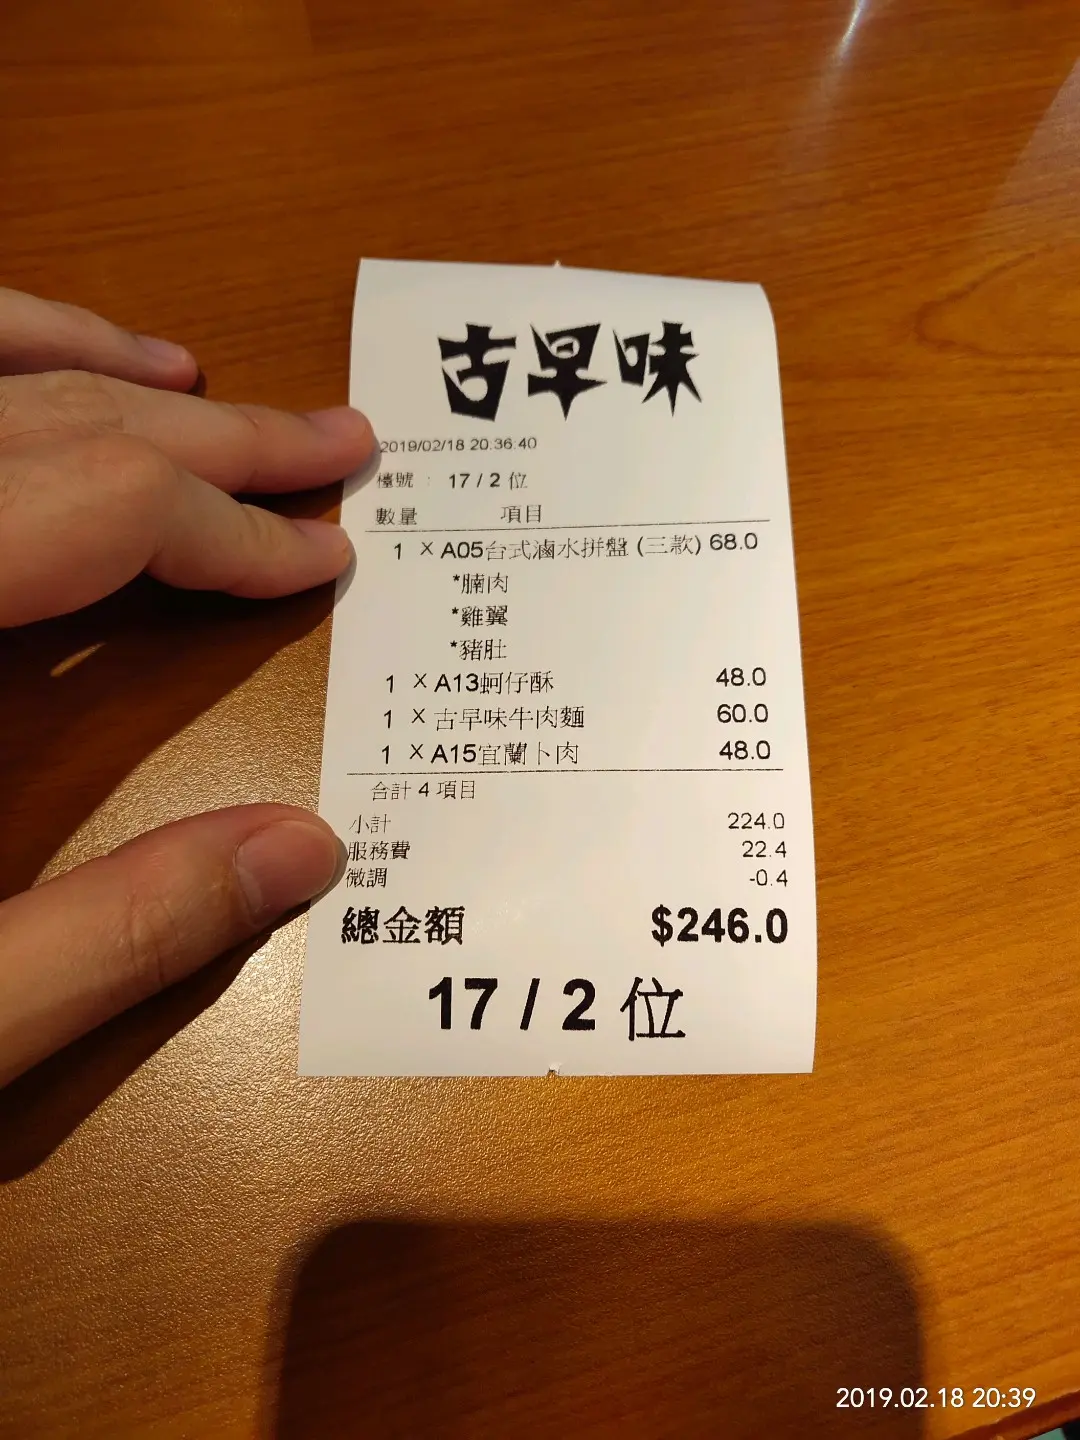 古早味
2019/02/18 20:36:40
檯號 : 17 / 2 位
數量 項目
1 X A05台式滷水拼盤 (三款) 68.0
*腩肉
*雞翼
*豬肚
1 X A13蚵仔酥 48.0
1 X 古早味牛肉麵 60.0
1 X A15宜蘭卜肉 48.0
合計 4 項目
小計 224.0
服務費 22.4
微調 -0.4
總金額 $246.0
17 / 2 位
2019.02.18 20:39